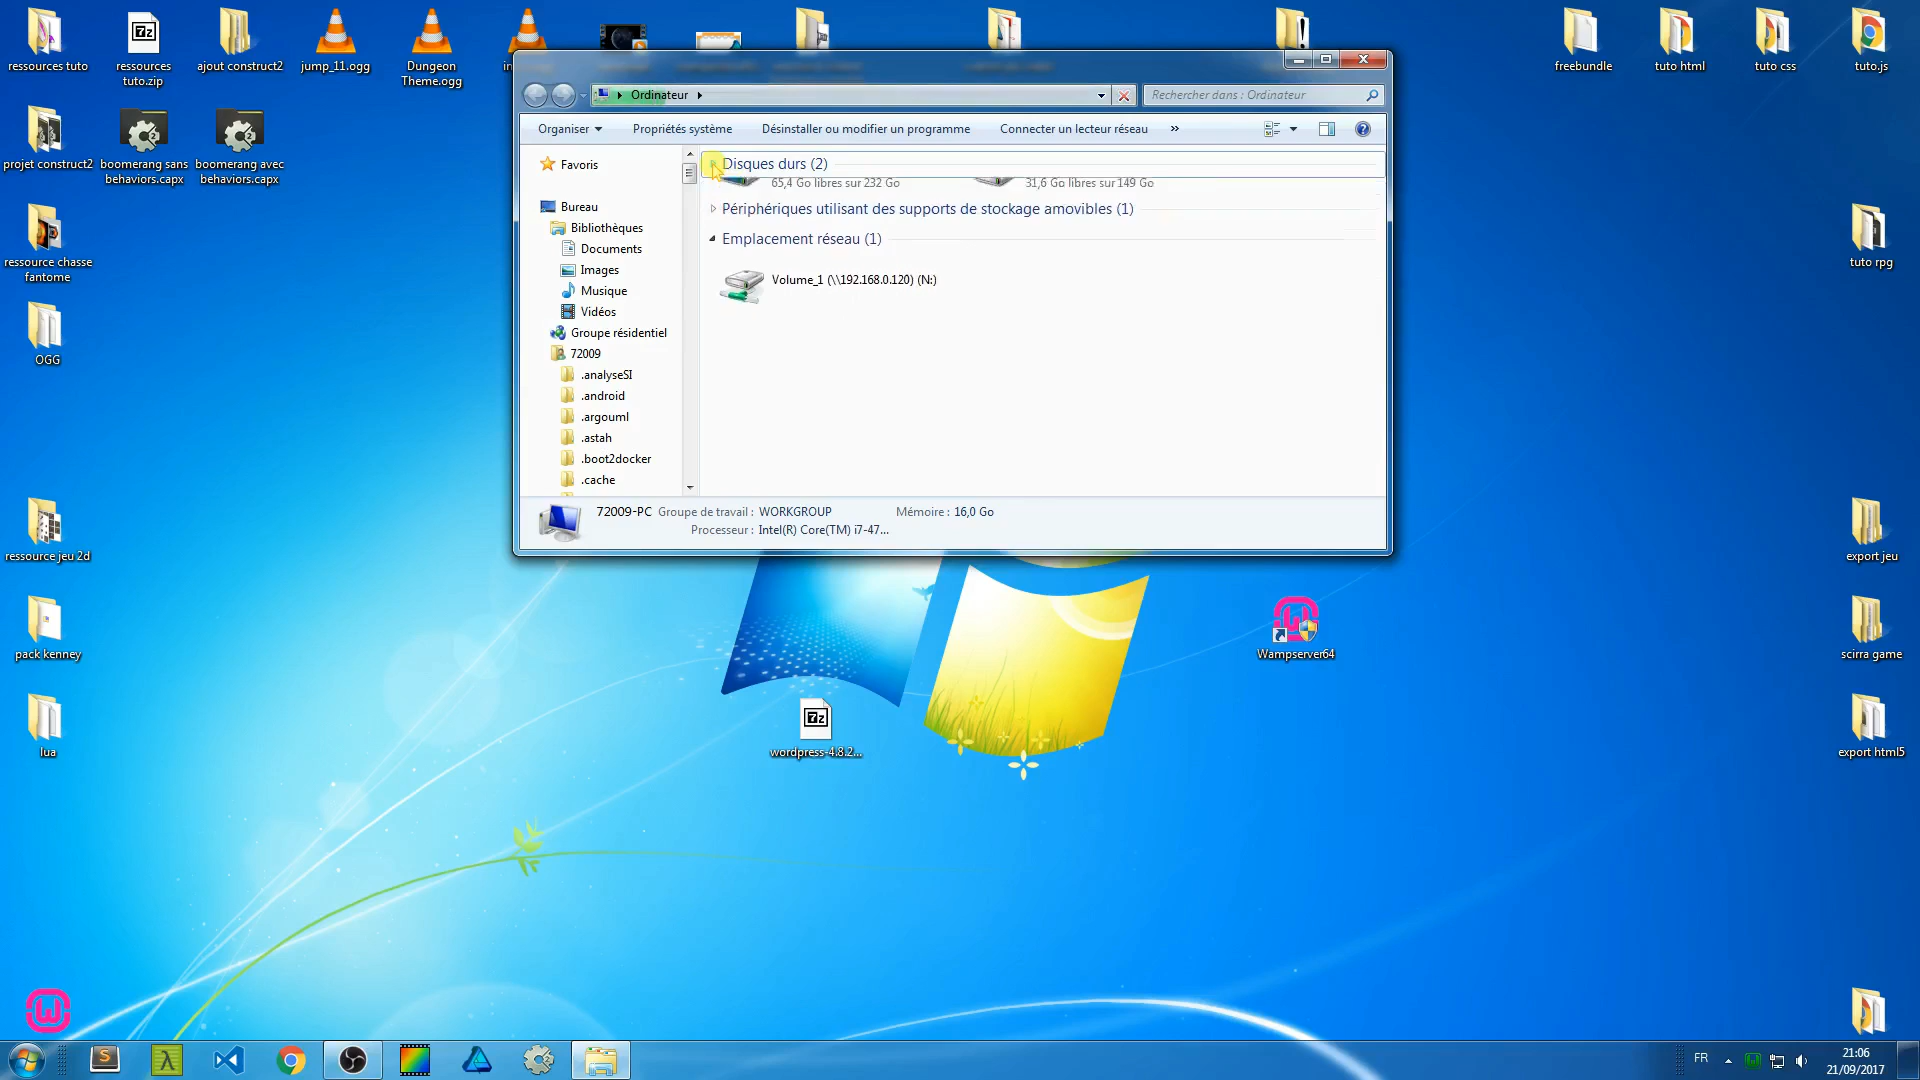 ressources tuto
ressources
tuto.zip
ajout construct2
jump_11.ogg
Dungeon
Theme.ogg
freebundle
tuto html
tuto css
tuto.js
projet construct2
boomerang sans
behaviors.capx
boomerang avec
behaviors.capx
ressource chasse
fantome
OGG
ressource jeu 2d
pack kenney
lua
tuto rpg
export jeu
scirra game
export html5
Wampserver64
wordpress-4.8.2...
Ordinateur
Rechercher dans : Ordinateur
Organiser
Propriétés système
Désinstaller ou modifier un programme
Connecter un lecteur réseau
»
Favoris
Bureau
Bibliothèques
Documents
Images
Musique
Vidéos
Groupe résidentiel
72009
.analyseSI
.android
.argouml
.astah
.boot2docker
.cache
Disques durs (2)
65,4 Go libres sur 232 Go
31,6 Go libres sur 149 Go
Périphériques utilisant des supports de stockage amovibles (1)
Emplacement réseau (1)
Volume_1 (\\192.168.0.120) (N:)
72009-PC Groupe de travail : WORKGROUP Mémoire : 16,0 Go
Processeur : Intel(R) Core(TM) i7-47...
FR
21:06
21/09/2017